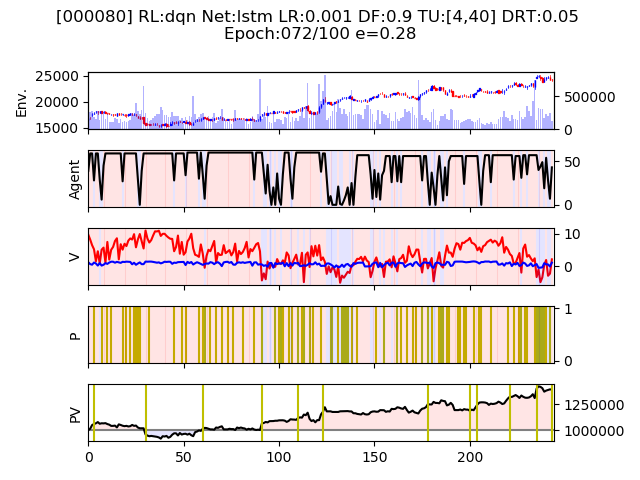 [000080] RL:dqn Net:lstm LR:0.001 DF:0.9 TU:[4,40] DRT:0.05
Epoch:072/100 e=0.28
Env.
25000
20000
15000
500000
0
Agent
50
0
V
10
0
P
1
0
PV
1250000
1000000
0 50 100 150 200